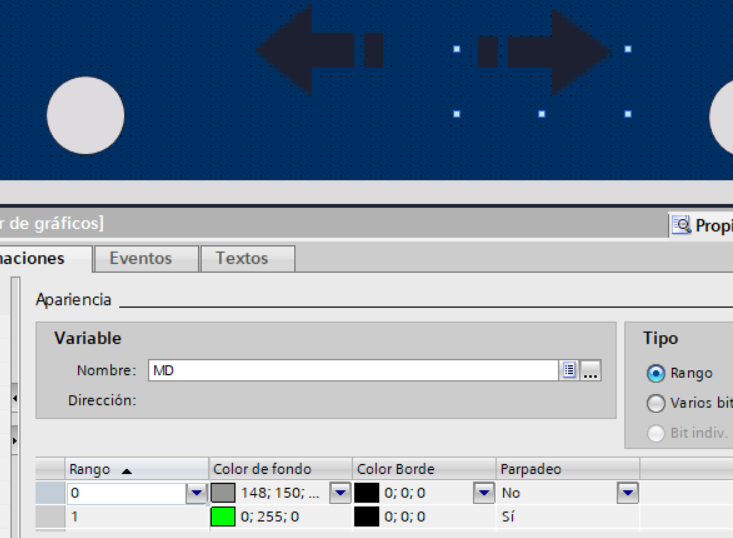 r de gráficos]
Propi
naciones
Eventos
Textos
Apariencia
Variable
Nombre:
MD
...
Dirección:
Tipo
Rango
Varios bit
Bit indiv.
Rango
Color de fondo
Color Borde
Parpadeo
0
148; 150; ...
0; 0; 0
No
1
0; 255; 0
0; 0; 0
Sí